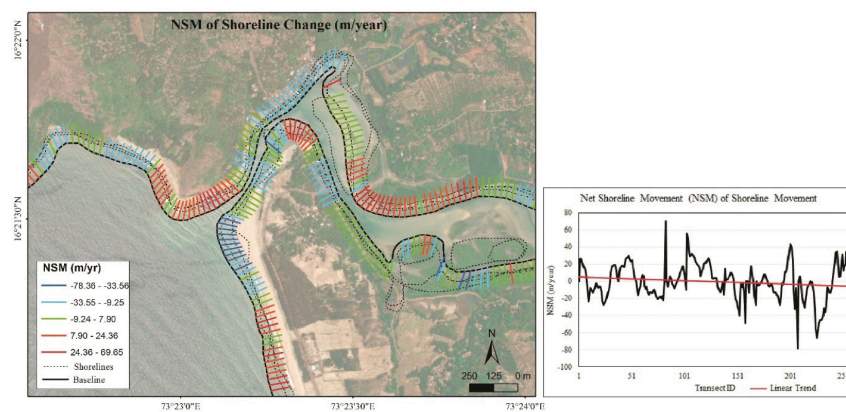 NSM of Shoreline Change (m/year)
16°22'0"N
16°21'30"N
NSM (m/yr)
-78.36 - -33.56
-33.55 - -9.25
-9.24 - 7.90
7.90 - 24.36
24.36 - 69.65
Shorelines
Baseline
N
250 125 0 m
73°23'0"E
73°23'30"E
73°24'0"E
Net Shoreline Movement (NSM) of Shoreline Movement
NSM (m/year)
80
60
40
20
0
-20
-40
-60
-80
-100
1 51 101 151 201 251
Transect ID
Linear Trend